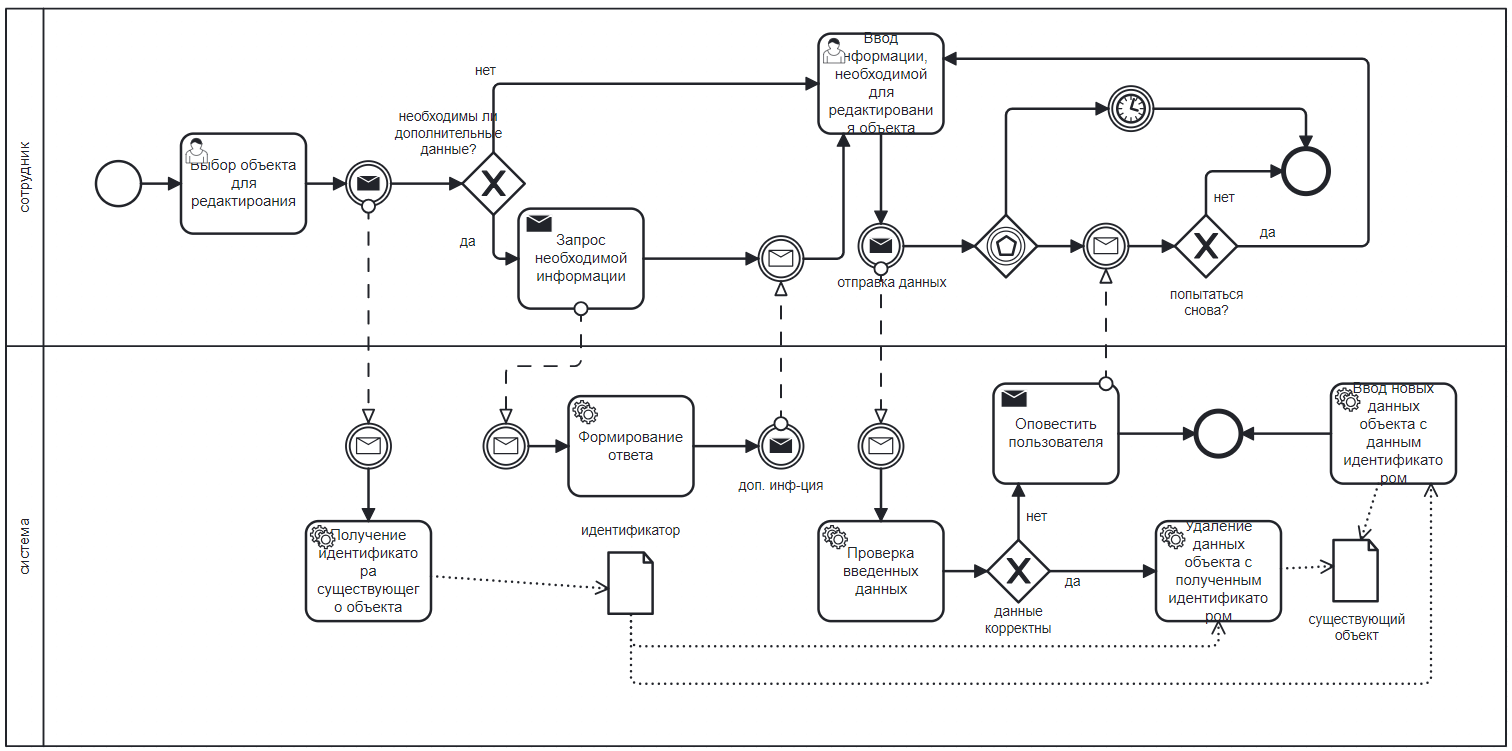 сотрудник
Выбор объекта
для
редактироания
необходимы ли
дополнительные
данные?
нет
да
Запрос
необходимой
информации
Ввод
информации,
необходимой
для
редактировани
я объекта
отправка данных
попытаться
снова?
нет
да
система
Получение
идентификато
ра
существующег
о объекта
Формирование
ответа
доп. инф-ция
идентификатор
Проверка
введенных
данных
данные
корректны
нет
да
Оповестить
пользователя
Удаление
данных
объекта с
полученным
идентификато
ром
Ввод новых
данных
объекта с
данным
идентификато
ром
существующий
объект